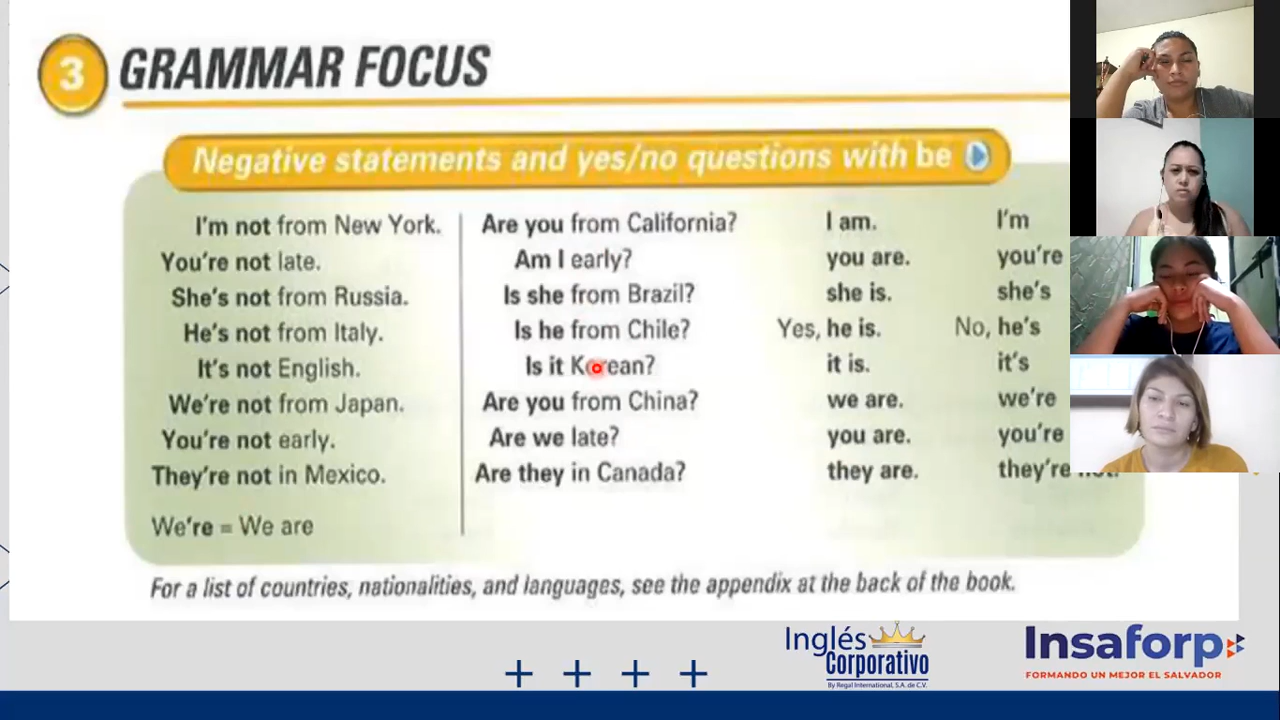 3 GRAMMAR FOCUS
Negative statements and yes/no questions with be
I'm not from New York. Are you from California? I am. I'm
You're not late. Am I early? you are. you're
She's not from Russia. Is she from Brazil? she is. she's
He's not from Italy. Is he from Chile? Yes, he is. No, he's
It's not English. Is it Korean? it is. it's
We're not from Japan. Are you from China? we are. we're
You're not early. Are we late? you are. you're
They're not in Mexico. Are they in Canada? they are. they're not.
We're = We are
For a list of countries, nationalities, and languages, see the appendix at the back of the book.
Inglés
Corporativo
By Regal International, S.A. de C.V.
Insaforp
FORMANDO UN MEJOR EL SALVADOR